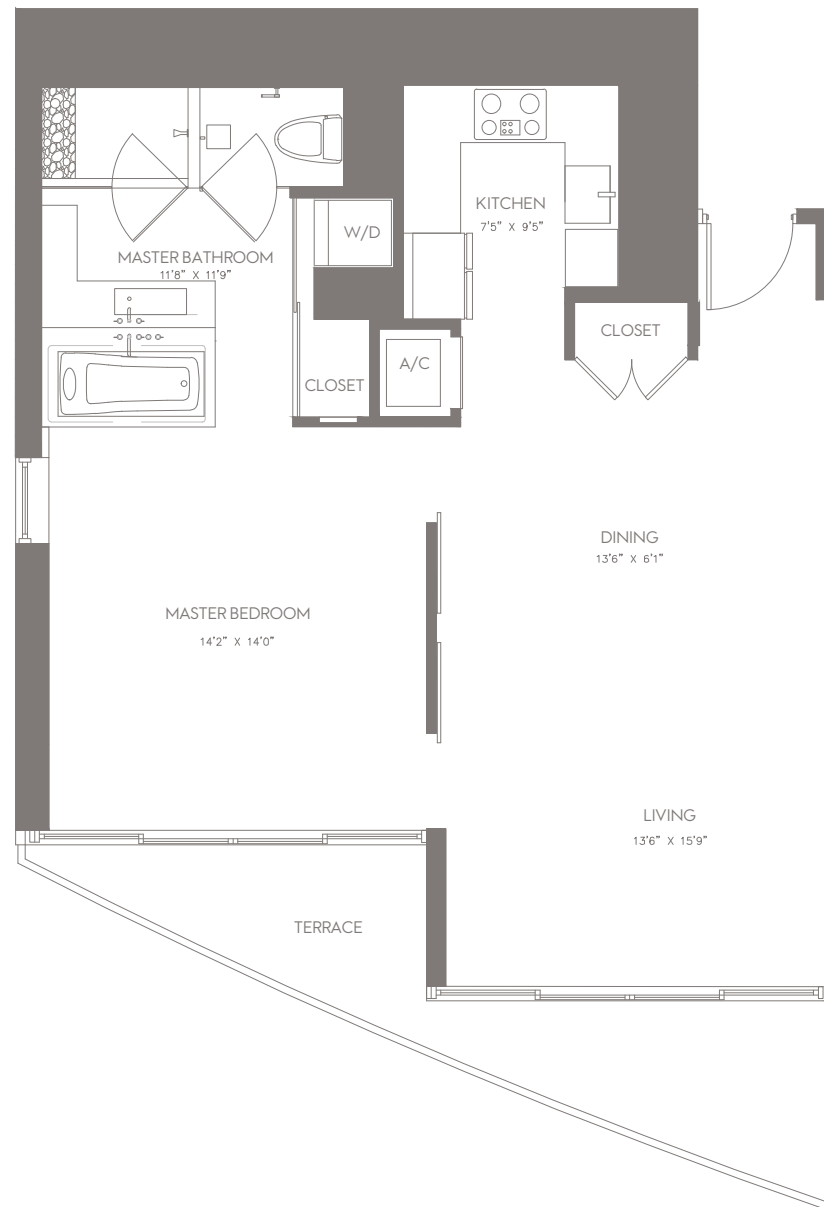 KITCHEN
7'5" X 9'5"
W/D
MASTER BATHROOM
11'8" X 11'9"
CLOSET
A/C
CLOSET
DINING
13'6" X 6'1"
MASTER BEDROOM
14'2" X 14'0"
LIVING
13'6" X 15'9"
TERRACE